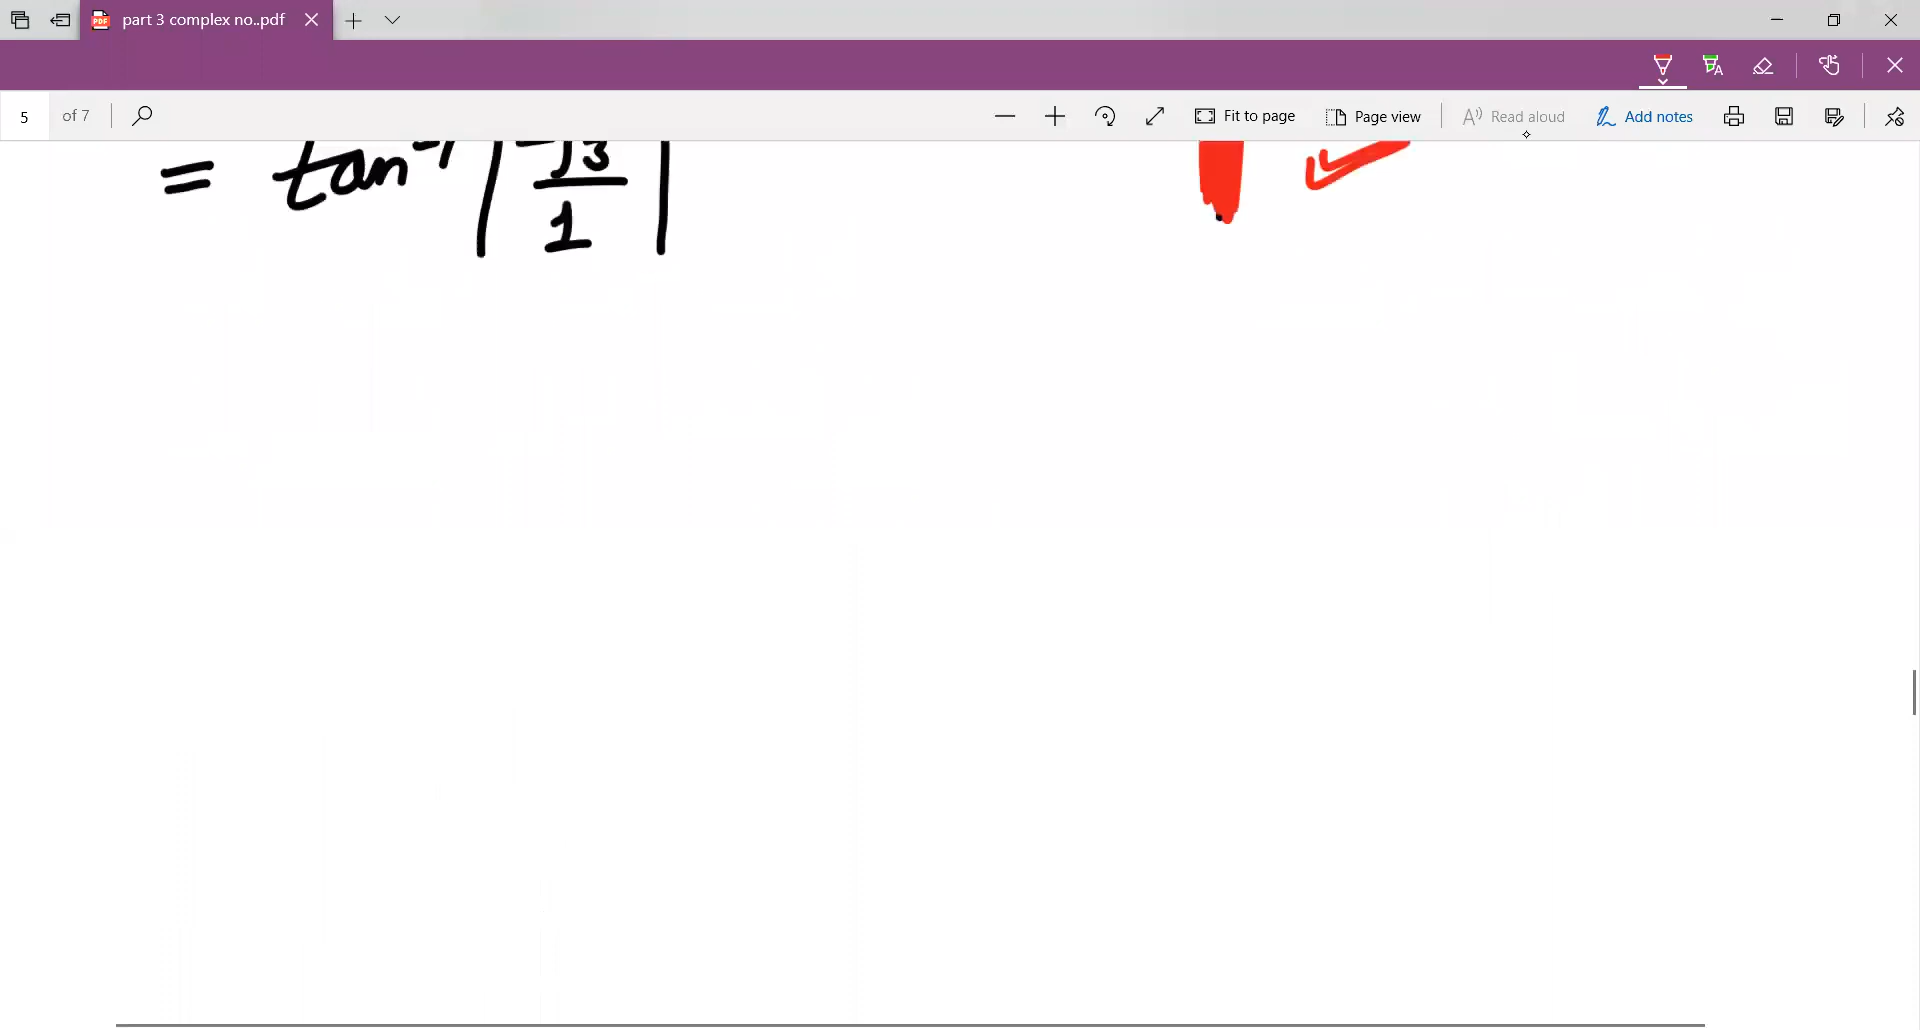 part 3 complex no..pdf
5 of 7
Fit to page
Page view
A Read aloud
Add notes
= tan⁻¹ | -√3 / 1 |